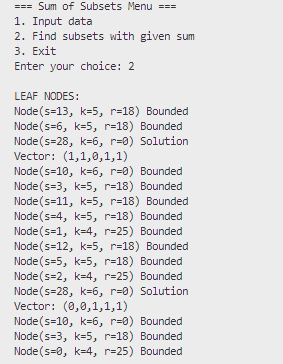 === Sum of Subsets Menu ===
1. Input data
2. Find subsets with given sum
3. Exit
Enter your choice: 2

LEAF NODES:
Node(s=13, k=5, r=18) Bounded
Node(s=6, k=5, r=18) Bounded
Node(s=28, k=6, r=0) Solution
Vector: (1,1,0,1,1)
Node(s=10, k=6, r=0) Bounded
Node(s=3, k=5, r=18) Bounded
Node(s=11, k=5, r=18) Bounded
Node(s=4, k=5, r=18) Bounded
Node(s=1, k=4, r=25) Bounded
Node(s=12, k=5, r=18) Bounded
Node(s=5, k=5, r=18) Bounded
Node(s=2, k=4, r=25) Bounded
Node(s=28, k=6, r=0) Solution
Vector: (0,0,1,1,1)
Node(s=10, k=6, r=0) Bounded
Node(s=3, k=5, r=18) Bounded
Node(s=0, k=4, r=25) Bounded